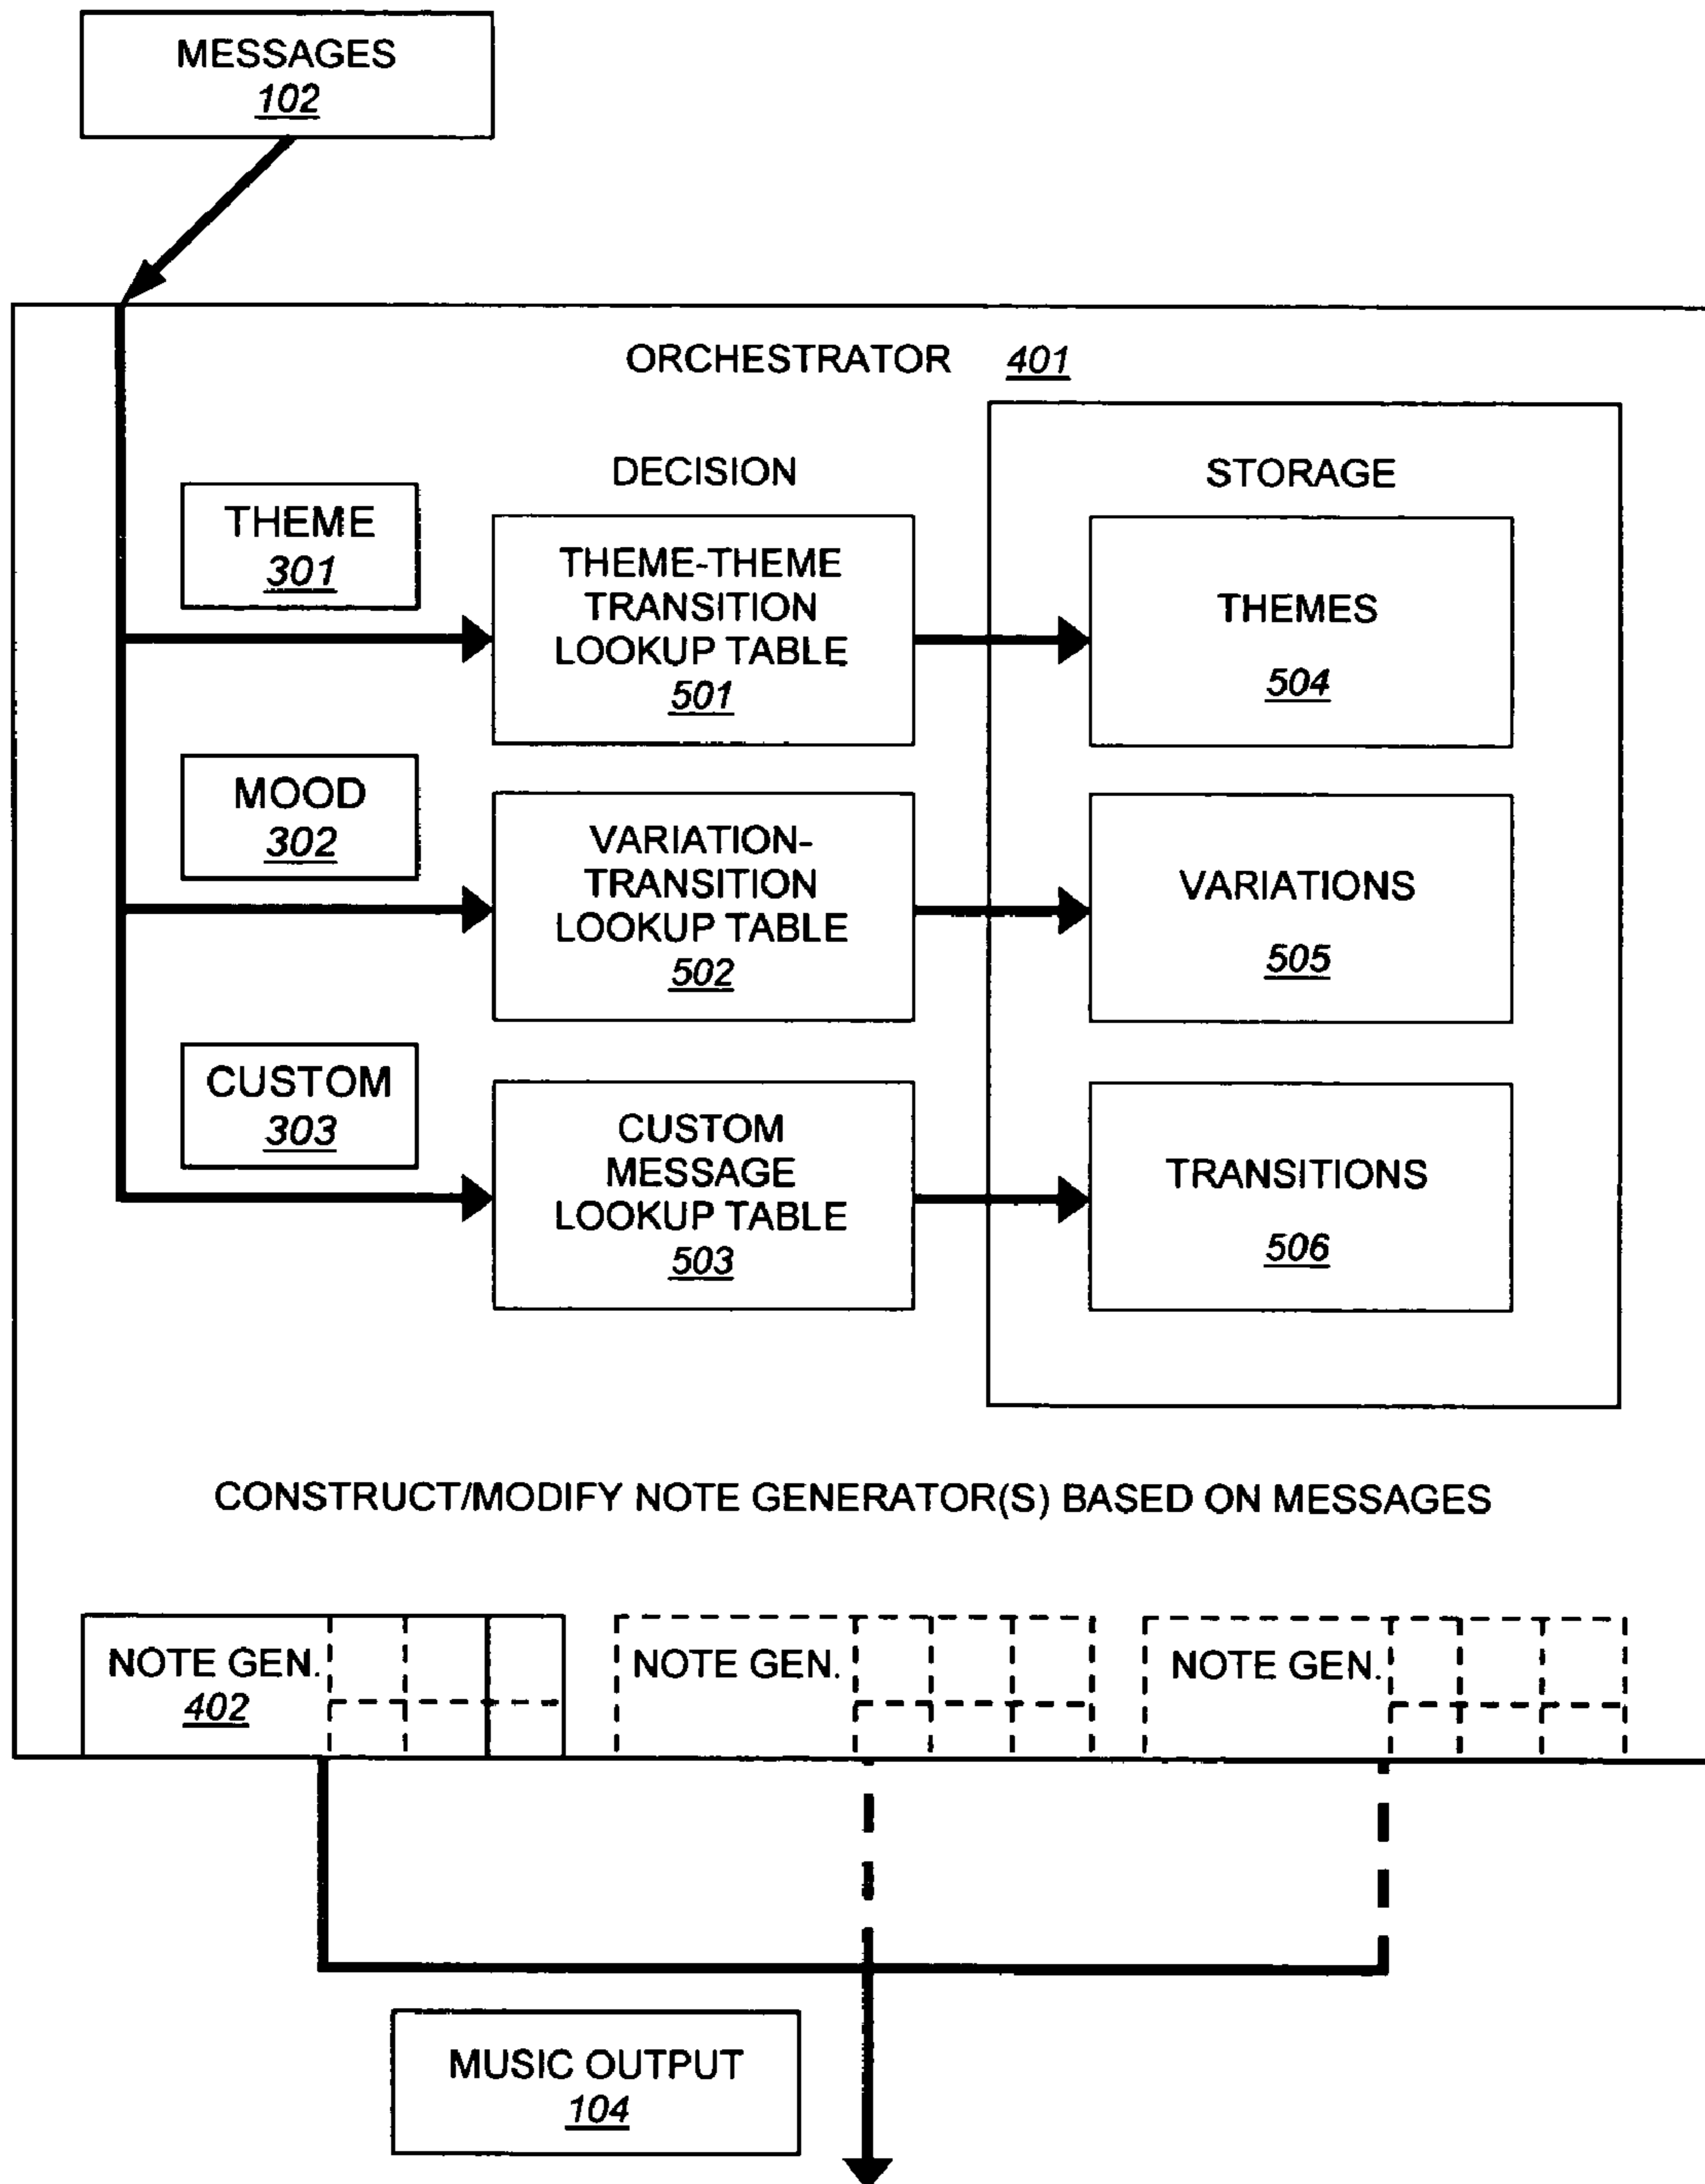 MESSAGES
102
ORCHESTRATOR 401
DECISION
STORAGE
THEME
301
THEME-THEME
TRANSITION
LOOKUP TABLE
501
THEMES
504
MOOD
302
VARIATION-
TRANSITION
LOOKUP TABLE
502
VARIATIONS
505
CUSTOM
303
CUSTOM
MESSAGE
LOOKUP TABLE
503
TRANSITIONS
506
CONSTRUCT/MODIFY NOTE GENERATOR(S) BASED ON MESSAGES
NOTE GEN.
402
NOTE GEN.
NOTE GEN.
MUSIC OUTPUT
104